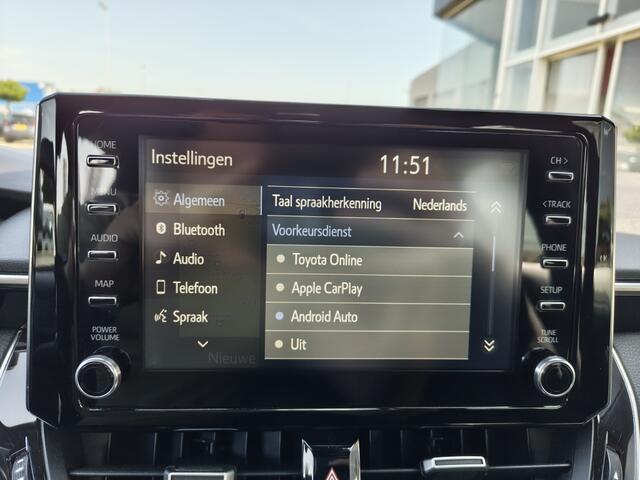 Instellingen
11:51
HOME
MENU
AUDIO
MAP
POWER
VOLUME
Algemeen
Bluetooth
Audio
Telefoon
Spraak
Nieuwe
Taal spraakherkenning Nederlands
Voorkeursdienst
Toyota Online
Apple CarPlay
Android Auto
Uit
CH >
< TRACK
PHONE
SETUP
TUNE
SCROLL